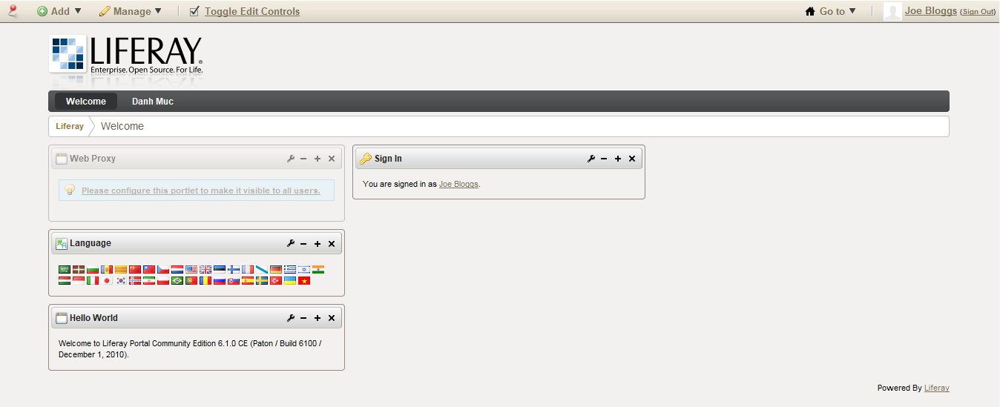 Add Manage Toggle Edit Controls Go to Joe Bloggs (Sign Out)
LIFERAY®
Enterprise. Open Source. For Life.
Welcome Danh Muc
Liferay Welcome
Web Proxy
Please configure this portlet to make it visible to all users.
Sign In
You are signed in as Joe Bloggs.
Language
Hello World
Welcome to Liferay Portal Community Edition 6.1.0 CE (Paton / Build 6100 /
December 1, 2010).
Powered By Liferay